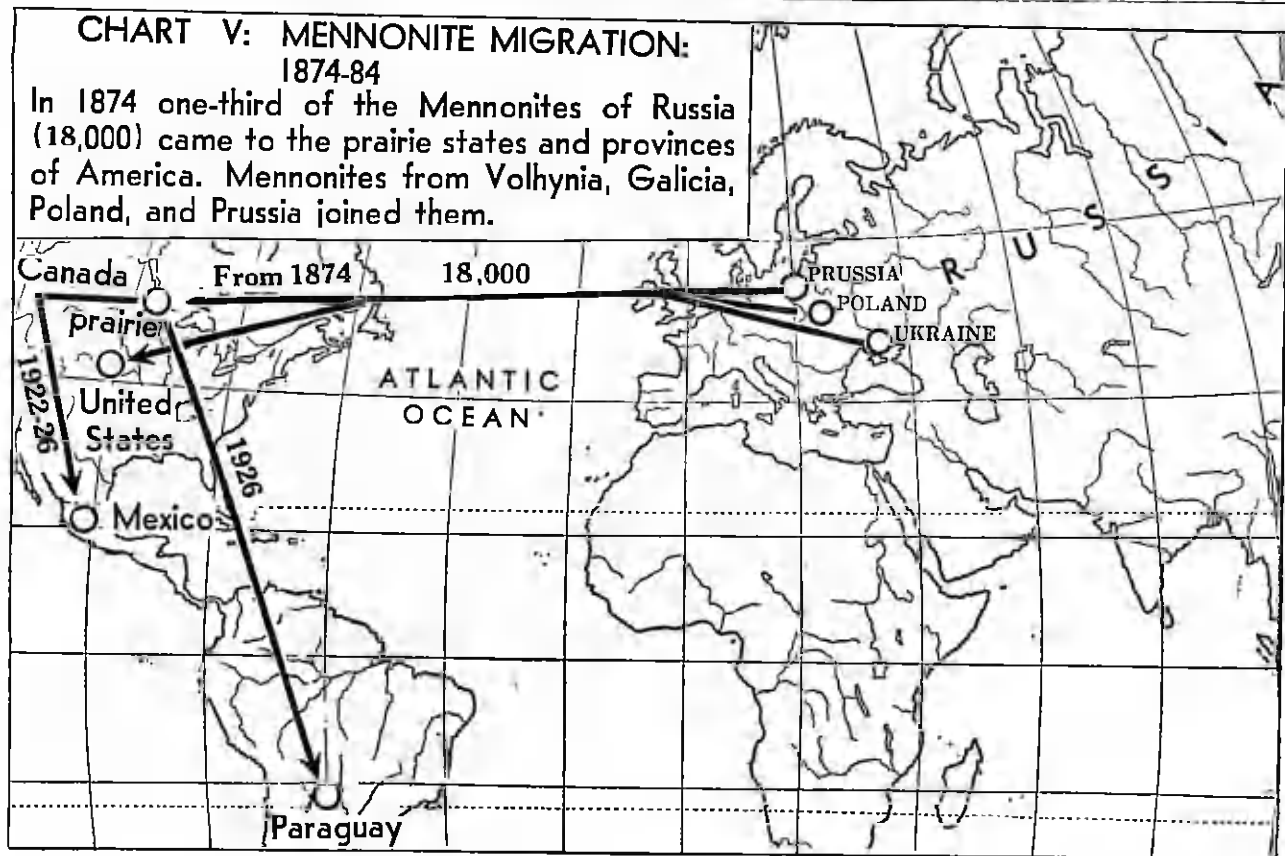 CHART V: MENNONITE MIGRATION:
1874-84
In 1874 one-third of the Mennonites of Russia
(18,000) came to the prairie states and provinces
of America. Mennonites from Volhynia, Galicia,
Poland, and Prussia joined them.
RUSSIA
Canada
From 1874
18,000
PRUSSIA
POLAND
UKRAINE
prairie
ATLANTIC
OCEAN
United
States
1922-26
1926
Mexico
Paraguay